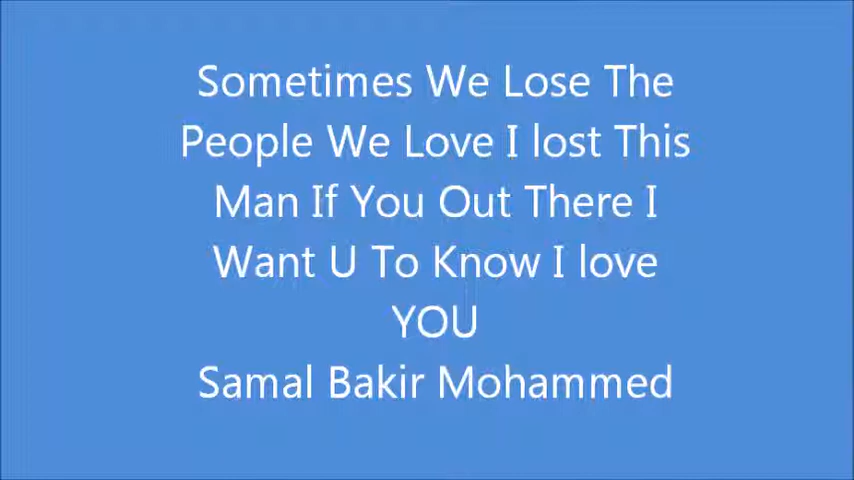 Sometimes We Lose The
People We Love I lost This
Man If You Out There I
Want U To Know I love
YOU
Samal Bakir Mohammed